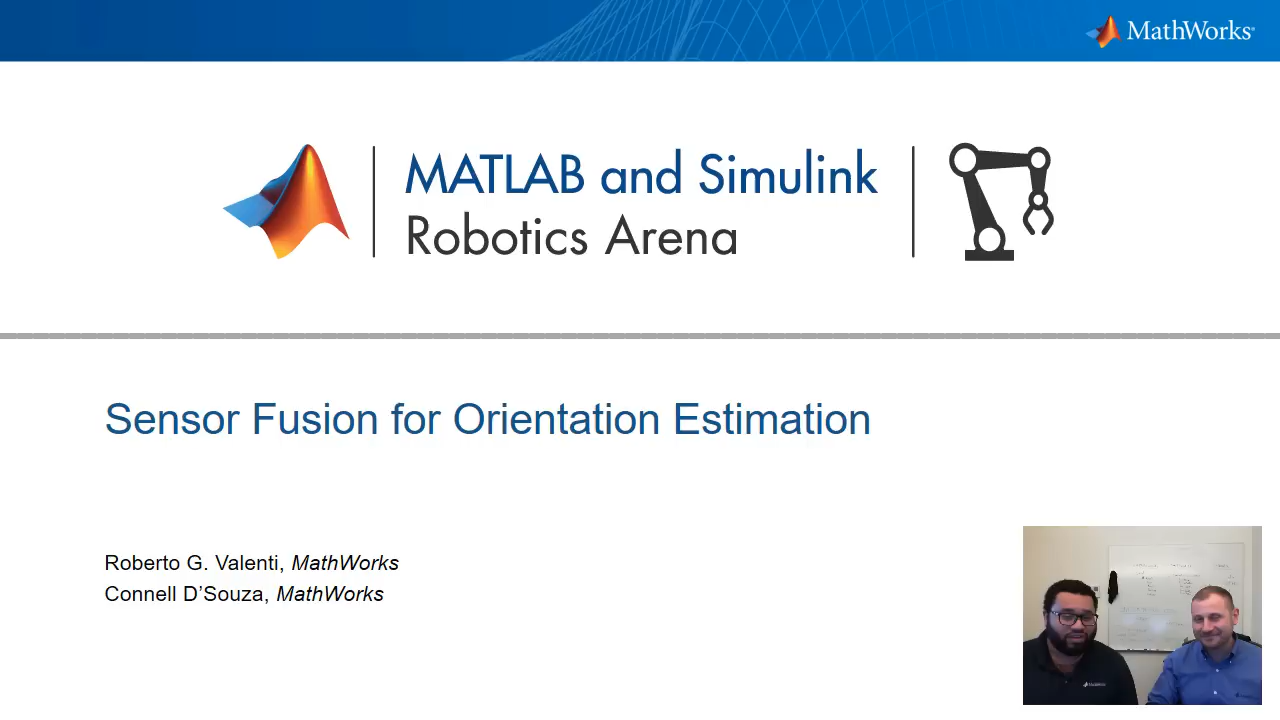 MathWorks®
MATLAB and Simulink
Robotics Arena
Sensor Fusion for Orientation Estimation
Roberto G. Valenti, MathWorks
Connell D’Souza, MathWorks